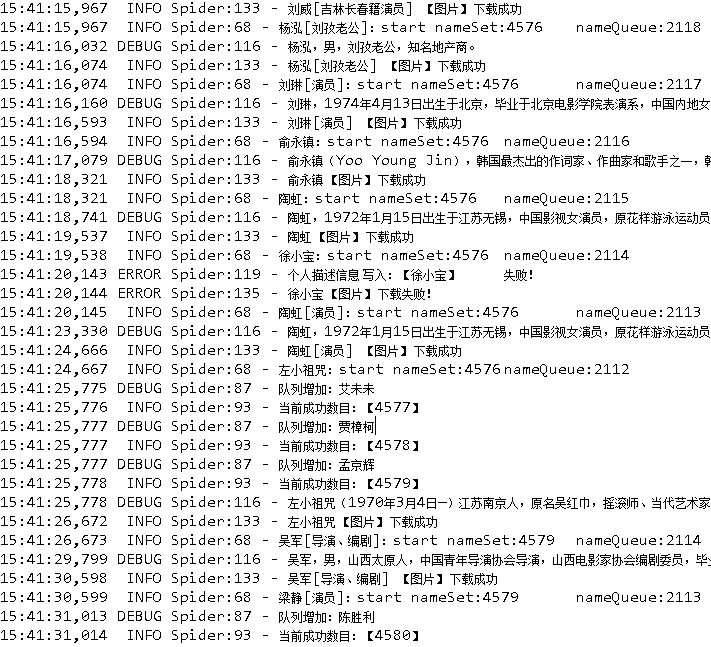 15:41:15,967  INFO Spider:133 - 刘威[吉林长春籍演员] 【图片】下载成功
15:41:15,967  INFO Spider:68 - 杨泓[刘孜老公]：start nameSet:4576    nameQueue:2118
15:41:16,032 DEBUG Spider:116 - 杨泓，男，刘孜老公，知名地产商。
15:41:16,074  INFO Spider:133 - 杨泓[刘孜老公] 【图片】下载成功
15:41:16,074  INFO Spider:68 - 刘琳[演员]：start nameSet:4576    nameQueue:2117
15:41:16,160 DEBUG Spider:116 - 刘琳，1974年4月13日出生于北京，毕业于北京电影学院表演系，中国内地女
15:41:16,593  INFO Spider:133 - 刘琳[演员] 【图片】下载成功
15:41:16,594  INFO Spider:68 - 俞永镇：start nameSet:4576  nameQueue:2116
15:41:17,079 DEBUG Spider:116 - 俞永镇（Yoo Young Jin），韩国最杰出的作词家、作曲家和歌手之一，韩
15:41:18,321  INFO Spider:133 - 俞永镇【图片】下载成功
15:41:18,321  INFO Spider:68 - 陶虹：start nameSet:4576  nameQueue:2115
15:41:18,741 DEBUG Spider:116 - 陶虹，1972年1月15日出生于江苏无锡，中国影视女演员，原花样游泳运动员
15:41:19,537  INFO Spider:133 - 陶虹【图片】下载成功
15:41:19,538  INFO Spider:68 - 徐小宝：start nameSet:4576  nameQueue:2114
15:41:20,143 ERROR Spider:119 - 个人描述信息写入：【徐小宝】    失败！
15:41:20,144 ERROR Spider:135 - 徐小宝【图片】下载失败！
15:41:20,145  INFO Spider:68 - 陶虹[演员]：start nameSet:4576    nameQueue:2113
15:41:23,330 DEBUG Spider:116 - 陶虹，1972年1月15日出生于江苏无锡，中国影视女演员，原花样游泳运动员
15:41:24,666  INFO Spider:133 - 陶虹[演员] 【图片】下载成功
15:41:24,667  INFO Spider:68 - 左小祖咒：start nameSet:4576 nameQueue:2112
15:41:25,775 DEBUG Spider:87 - 队列增加：艾未未
15:41:25,776  INFO Spider:93 - 当前成功数目：【4577】
15:41:25,777 DEBUG Spider:87 - 队列增加：贾樟柯
15:41:25,777  INFO Spider:93 - 当前成功数目：【4578】
15:41:25,777 DEBUG Spider:87 - 队列增加：孟京辉
15:41:25,778  INFO Spider:93 - 当前成功数目：【4579】
15:41:25,778 DEBUG Spider:116 - 左小祖咒（1970年3月4日—）江苏南京人，原名吴红巾，摇滚师、当代艺术家
15:41:26,672  INFO Spider:133 - 左小祖咒【图片】下载成功
15:41:26,673  INFO Spider:68 - 吴军[导演、编剧]：start nameSet:4579  nameQueue:2114
15:41:29,799 DEBUG Spider:116 - 吴军，男，山西太原人，中国青年导演协会导演，山西电影家协会编剧委员，毕业
15:41:30,598  INFO Spider:133 - 吴军[导演、编剧] 【图片】下载成功
15:41:30,599  INFO Spider:68 - 梁静[演员]：start nameSet:4579    nameQueue:2113
15:41:31,013 DEBUG Spider:87 - 队列增加：陈胜利
15:41:31,014  INFO Spider:93 - 当前成功数目：【4580】